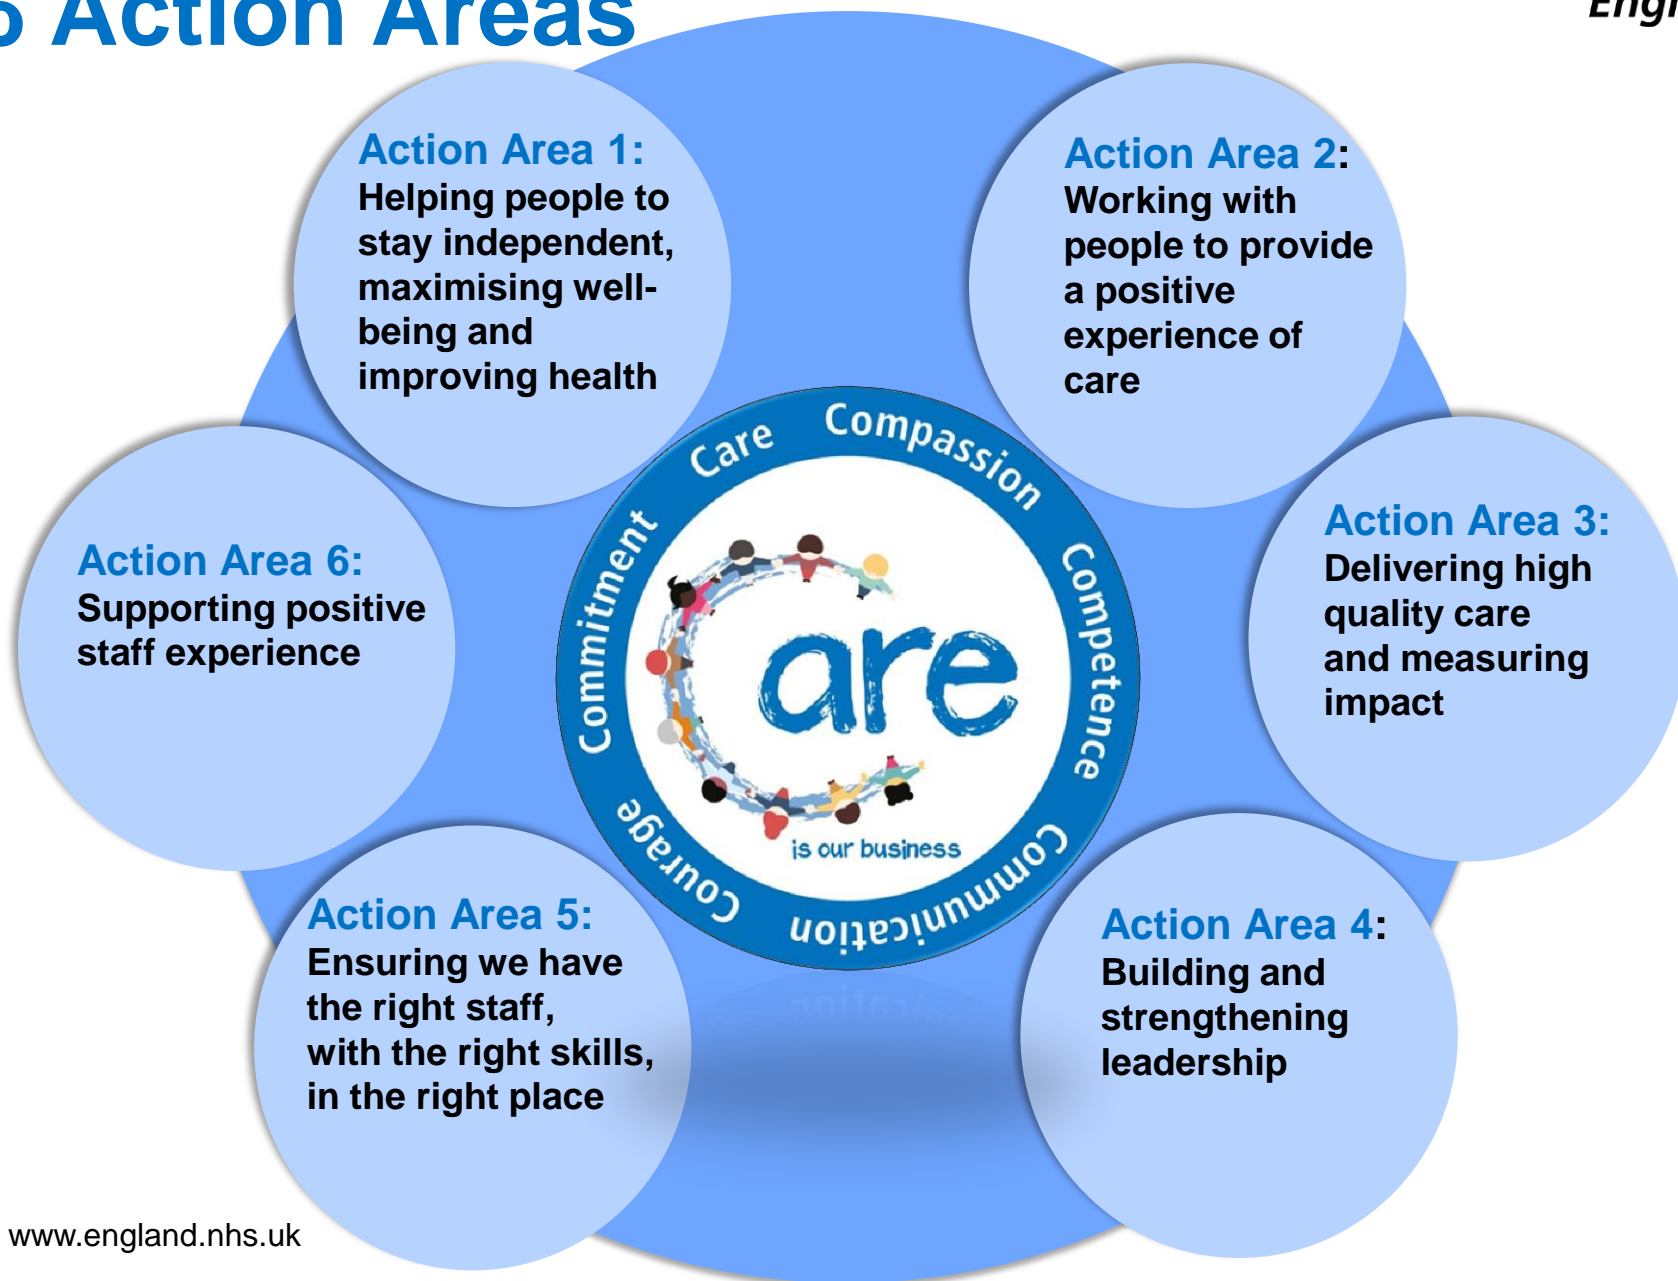 6 Action Areas
Action Area 1:
Helping people to
stay independent,
maximising well-
being and
improving health
Action Area 2:
Working with
people to provide
a positive
experience of
care
Action Area 3:
Delivering high
quality care
and measuring
impact
Action Area 4:
Building and
strengthening
leadership
Action Area 5:
Ensuring we have
the right staff,
with the right skills,
in the right place
Action Area 6:
Supporting positive
staff experience
Care
Compassion
Competence
Communication
Courage
Commitment
Care
is our business
www.england.nhs.uk